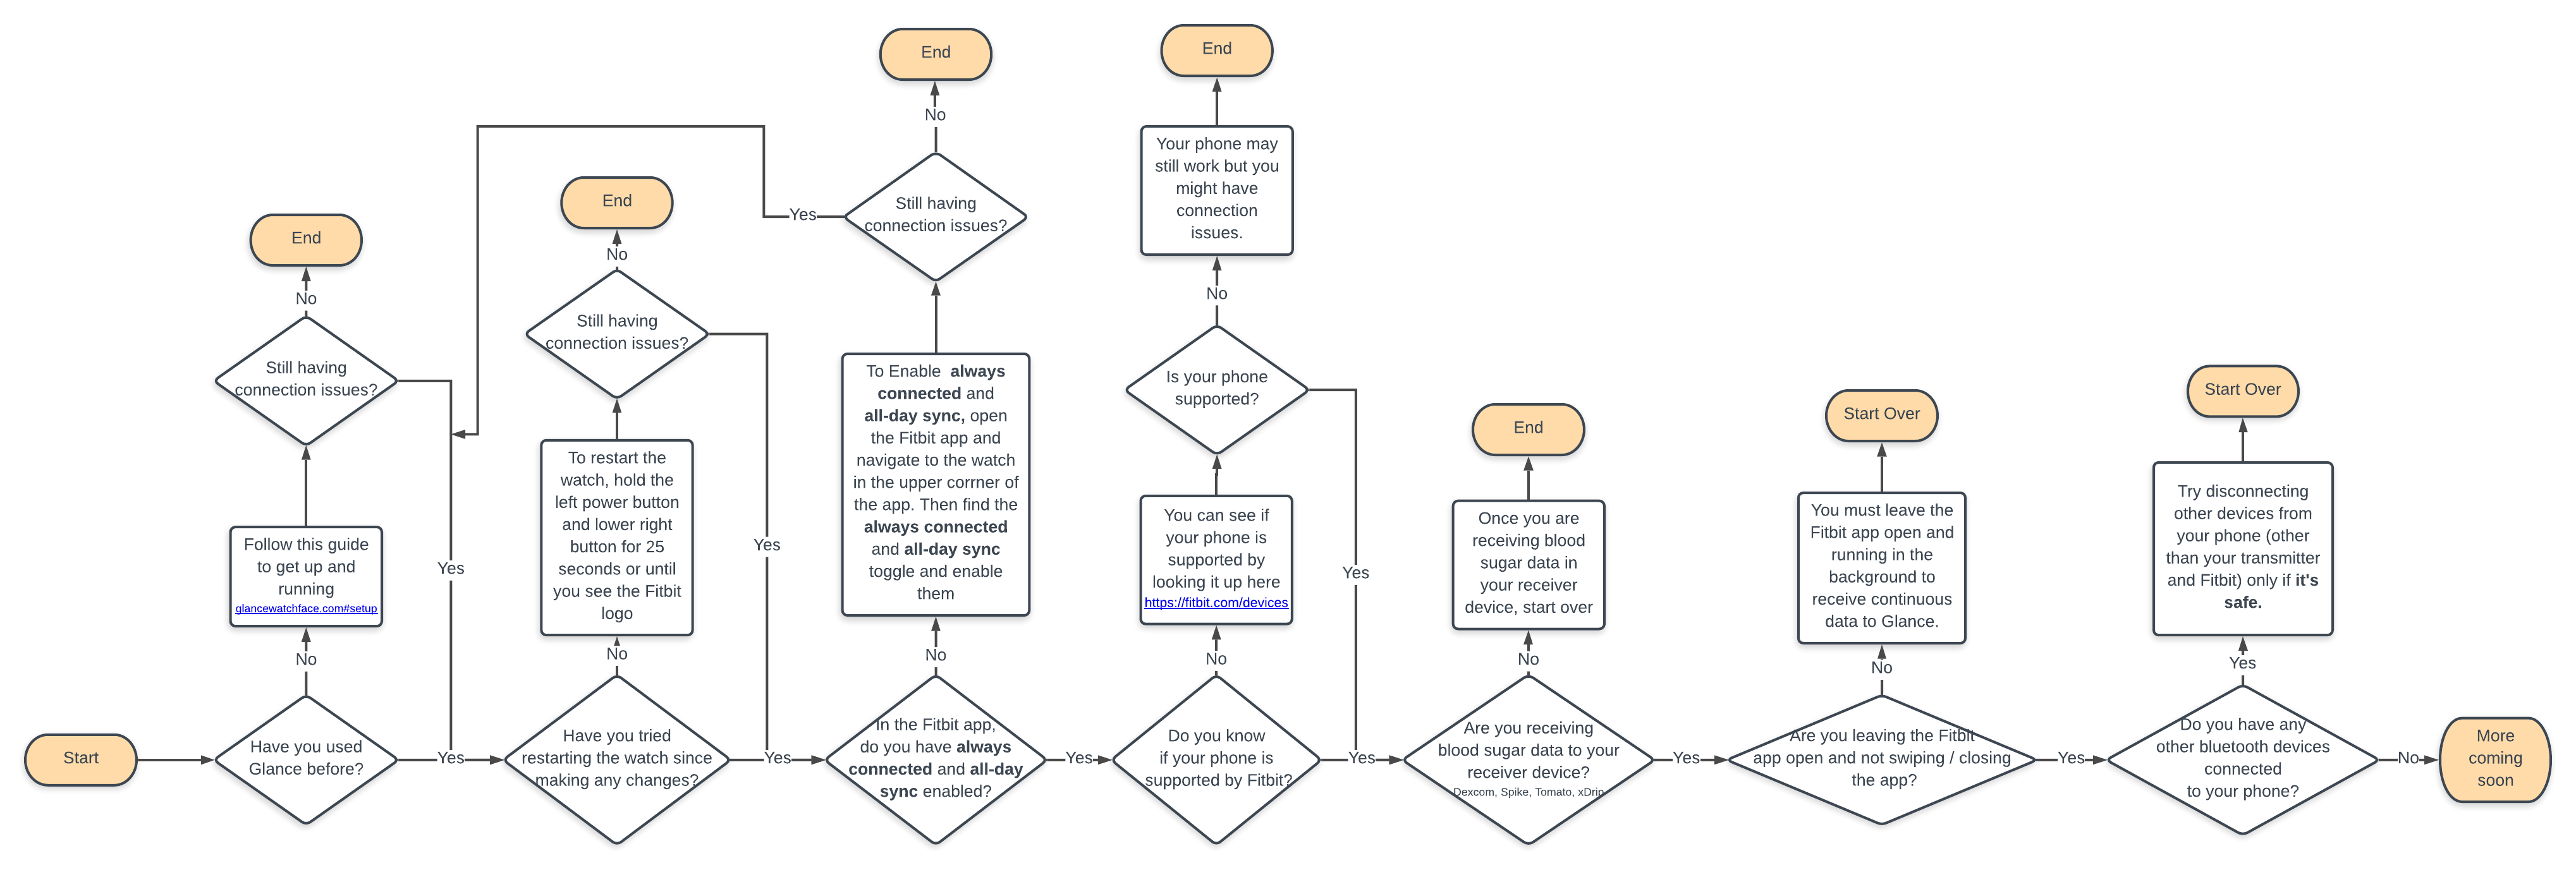 Start
Have you used
Glance before?
No
Follow this guide
to get up and
running
glancewatchface.com#setup
Still having
connection issues?
No
End
Yes
Yes
Have you tried
restarting the watch since
making any changes?
No
To restart the
watch, hold the
left power button
and lower right
button for 25
seconds or until
you see the Fitbit
logo
Still having
connection issues?
No
End
Yes
Yes
In the Fitbit app,
do you have always
connected and all-day
sync enabled?
No
To Enable always
connected and
all-day sync, open
the Fitbit app and
navigate to the watch
in the upper corrner of
the app. Then find the
always connected
and all-day sync
toggle and enable
them
Still having
connection issues?
Yes
No
End
Yes
Do you know
if your phone is
supported by Fitbit?
No
You can see if
your phone is
supported by
looking it up here
https://fitbit.com/devices
Is your phone
supported?
No
Your phone may
still work but you
might have
connection
issues.
End
Yes
Yes
Are you receiving
blood sugar data to your
receiver device?
Dexcom, Spike, Tomato, xDrip
No
Once you are
receiving blood
sugar data in
your receiver
device, start over
End
Yes
Are you leaving the Fitbit
app open and not swiping / closing
the app?
No
You must leave the
Fitbit app open and
running in the
background to
receive continuous
data to Glance.
Start Over
Yes
Do you have any
other bluetooth devices
connected
to your phone?
Yes
Try disconnecting
other devices from
your phone (other
than your transmitter
and Fitbit) only if it's
safe.
Start Over
No
More
coming
soon